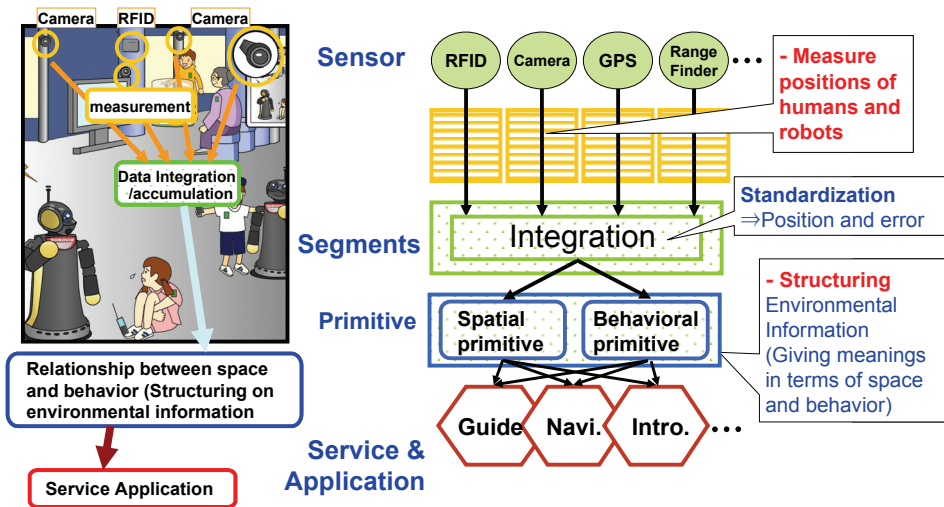 Camera
RFID
Camera
measurement
Data Integration
/accumulation
ROBOVIE
Relationship between space
and behavior (Structuring on
environmental information
Service Application
Sensor
RFID
Camera
GPS
Range
Finder
- Measure
positions of
humans and
robots
Segments
Integration
Standardization
⇒Position and error
Primitive
Spatial
primitive
Behavioral
primitive
- Structuring
Environmental
Information
(Giving meanings
in terms of space
and behavior)
Service &
Application
Guide
Navi.
Intro.